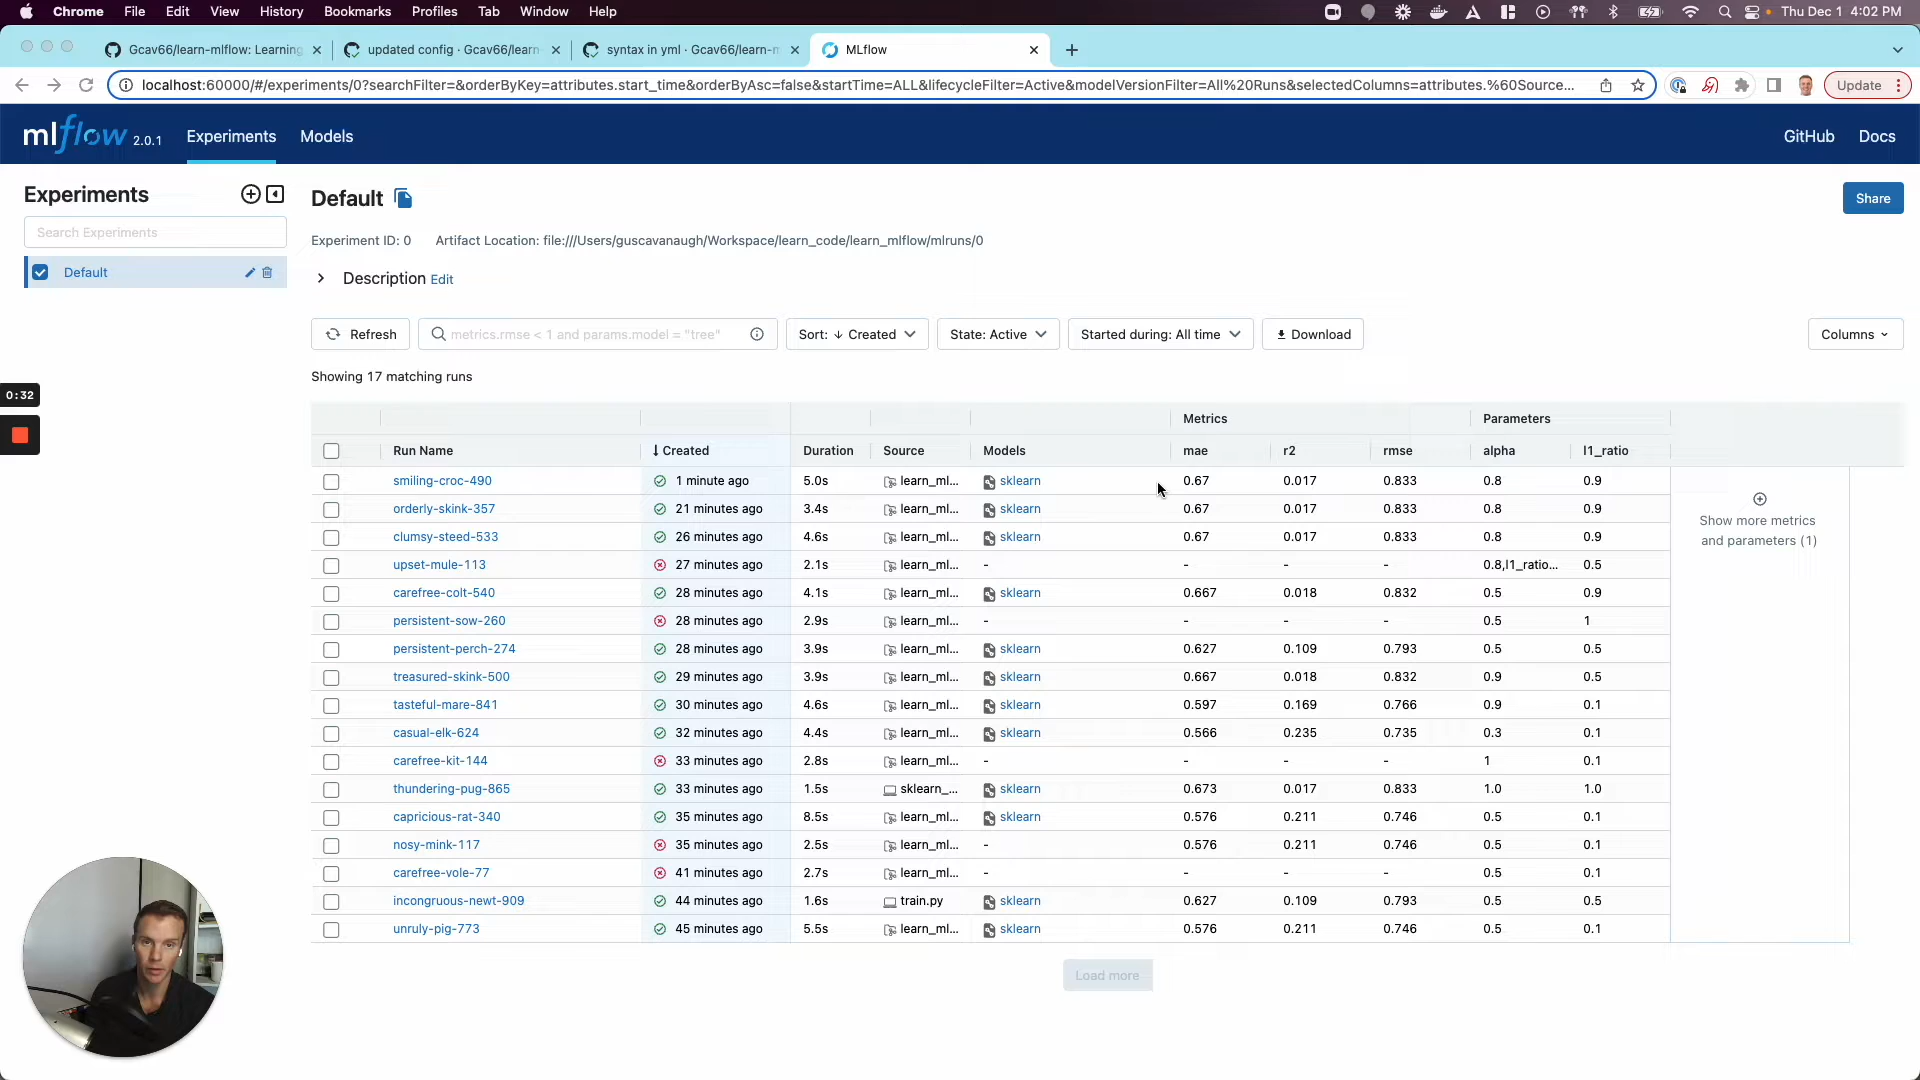 Chrome File Edit View History Bookmarks Profiles Tab Window Help Thu Dec 1 4:02 PM
Gcav66/learn-mlflow: Learning updated config · Gcav66/learn- syntax in yml · Gcav66/learn-m MLflow
localhost:60000/#/experiments/0?searchFilter=&orderByKey=attributes.start_time&orderByAsc=false&startTime=ALL&lifecycleFilter=Active&modelVersionFilter=All%20Runs&selectedColumns=attributes.%60Source... Update
mlflow 2.0.1 Experiments Models GitHub Docs
Experiments
Search Experiments
Default
Default
Share
Experiment ID: 0 Artifact Location: file:///Users/guscavanaugh/Workspace/learn_code/learn_mlflow/mlruns/0
Description Edit
Refresh metrics.rmse < 1 and params.model = "tree" Sort: ↓ Created State: Active Started during: All time Download Columns
Showing 17 matching runs
0:32
Metrics Parameters
Run Name ↓ Created Duration Source Models mae r2 rmse alpha l1_ratio
smiling-croc-490 1 minute ago 5.0s learn_ml... sklearn 0.67 0.017 0.833 0.8 0.9
orderly-skink-357 21 minutes ago 3.4s learn_ml... sklearn 0.67 0.017 0.833 0.8 0.9
clumsy-steed-533 26 minutes ago 4.6s learn_ml... sklearn 0.67 0.017 0.833 0.8 0.9
upset-mule-113 27 minutes ago 2.1s learn_ml... - - - - 0.8,l1_ratio... 0.5
carefree-colt-540 28 minutes ago 4.1s learn_ml... sklearn 0.667 0.018 0.832 0.5 0.9
persistent-sow-260 28 minutes ago 2.9s learn_ml... - - - - 0.5 1
persistent-perch-274 28 minutes ago 3.9s learn_ml... sklearn 0.627 0.109 0.793 0.5 0.5
treasured-skink-500 29 minutes ago 3.9s learn_ml... sklearn 0.667 0.018 0.832 0.9 0.5
tasteful-mare-841 30 minutes ago 4.6s learn_ml... sklearn 0.597 0.169 0.766 0.9 0.1
casual-elk-624 32 minutes ago 4.4s learn_ml... sklearn 0.566 0.235 0.735 0.3 0.1
carefree-kit-144 33 minutes ago 2.8s learn_ml... - - - - 1 0.1
thundering-pug-865 33 minutes ago 1.5s sklearn_... sklearn 0.673 0.017 0.833 1.0 1.0
capricious-rat-340 35 minutes ago 8.5s learn_ml... sklearn 0.576 0.211 0.746 0.5 0.1
nosy-mink-117 35 minutes ago 2.5s learn_ml... - 0.576 0.211 0.746 0.5 0.1
carefree-vole-77 41 minutes ago 2.7s learn_ml... - - - - 0.5 0.1
incongruous-newt-909 44 minutes ago 1.6s train.py sklearn 0.627 0.109 0.793 0.5 0.5
unruly-pig-773 45 minutes ago 5.5s learn_ml... sklearn 0.576 0.211 0.746 0.5 0.1
Show more metrics
and parameters (1)
Load more